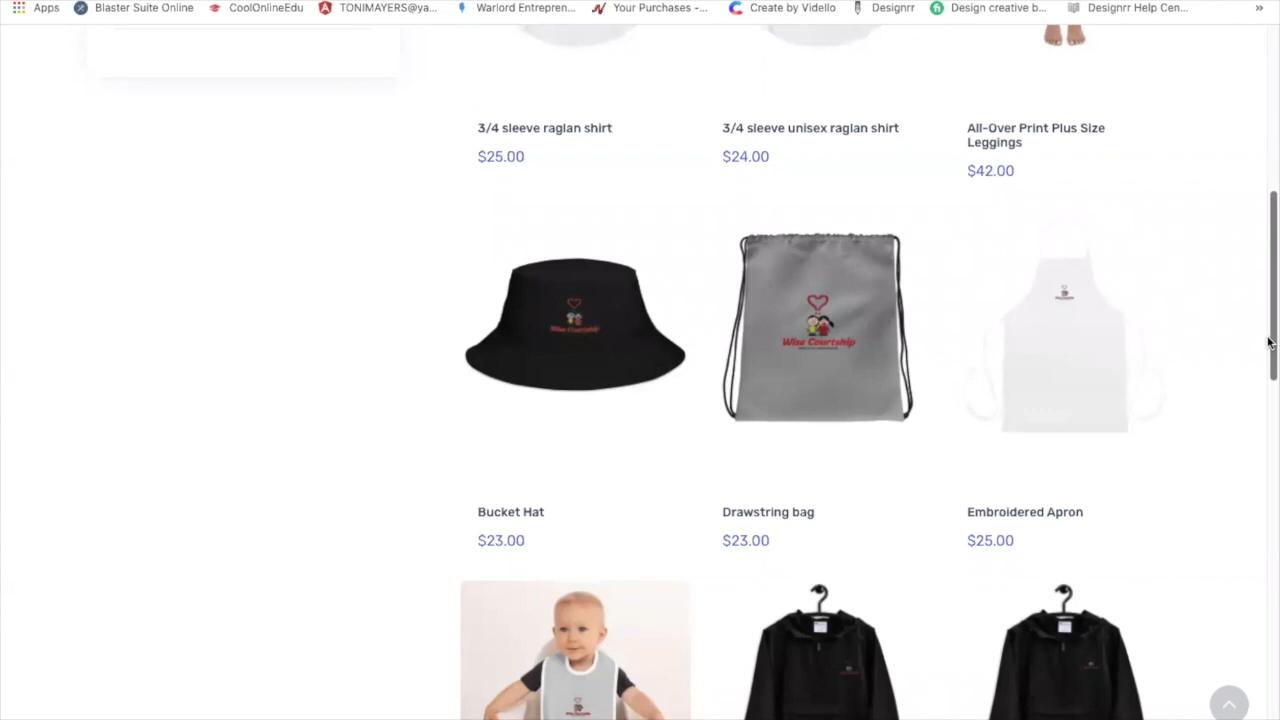 Apps
Blaster Suite Online
CoolOnlineEdu
TONIMAYERS@ya...
Warlord Entrepren...
Your Purchases -...
Create by Vidello
Designrr
Design creative b...
Designrr Help Cen...
»
3/4 sleeve raglan shirt
$25.00
3/4 sleeve unisex raglan shirt
$24.00
All-Over Print Plus Size
Leggings
$42.00
Wise Courtship
Wise Courtship
Bucket Hat
$23.00
Drawstring bag
$23.00
Embroidered Apron
$25.00